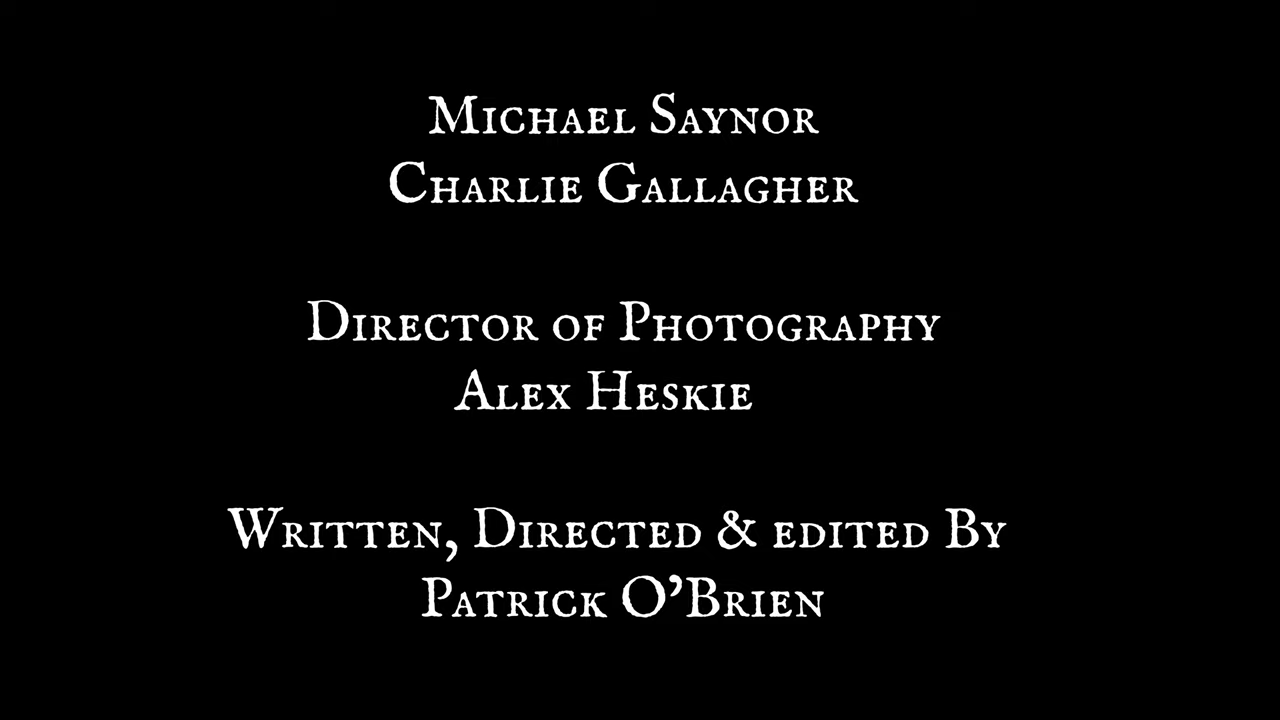 Michael Saynor
Charlie Gallagher
Director of Photography
Alex Heskie
Written, Directed & edited By
Patrick O'Brien